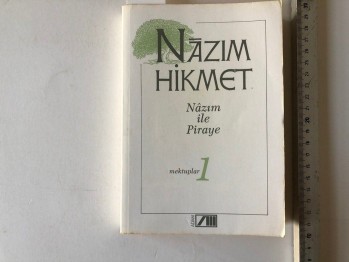 NÂZIM
HİKMET
Nâzım
ile
Piraye
mektuplar 1